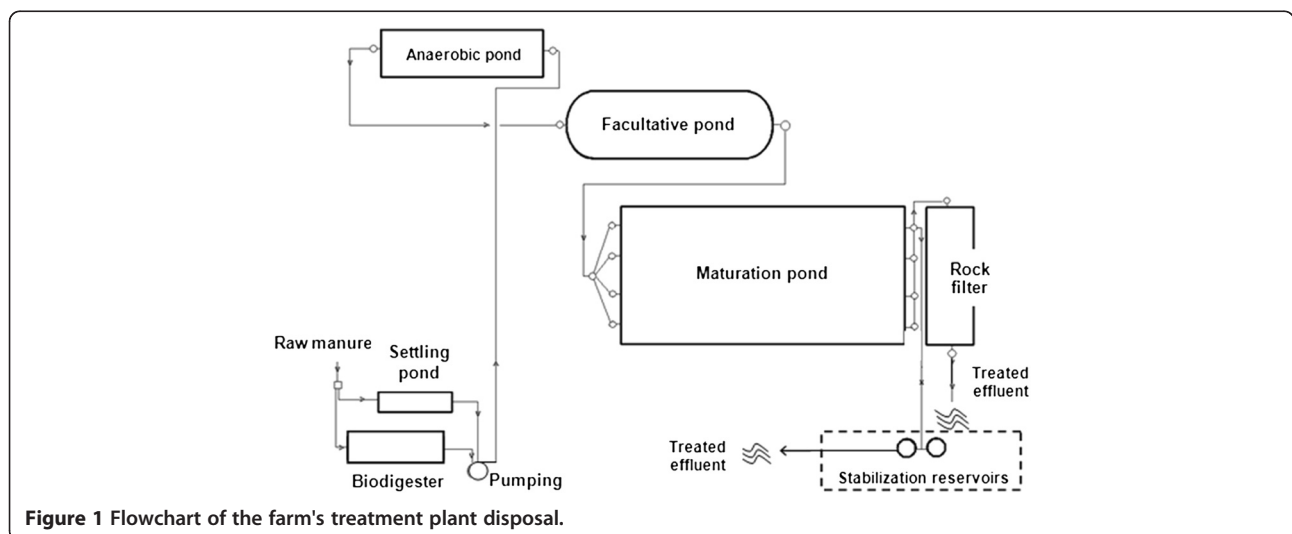 Anaerobic pond
Facultative pond
Maturation pond
Rock
filter
Raw manure
Settling
pond
Treated
effluent
Biodigester
Pumping
Treated
effluent
Stabilization reservoirs
Figure 1 Flowchart of the farm's treatment plant disposal.